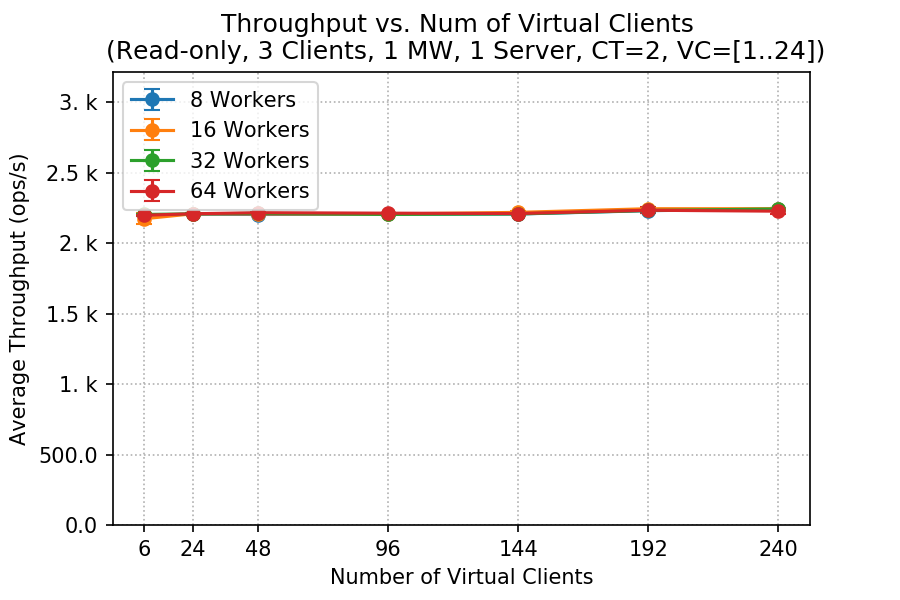 Throughput vs. Num of Virtual Clients
(Read-only, 3 Clients, 1 MW, 1 Server, CT=2, VC=[1..24])
8 Workers
16 Workers
32 Workers
64 Workers
Average Throughput (ops/s)
3. k
2.5 k
2. k
1.5 k
1. k
500.0
0.0
6 24 48 96 144 192 240
Number of Virtual Clients